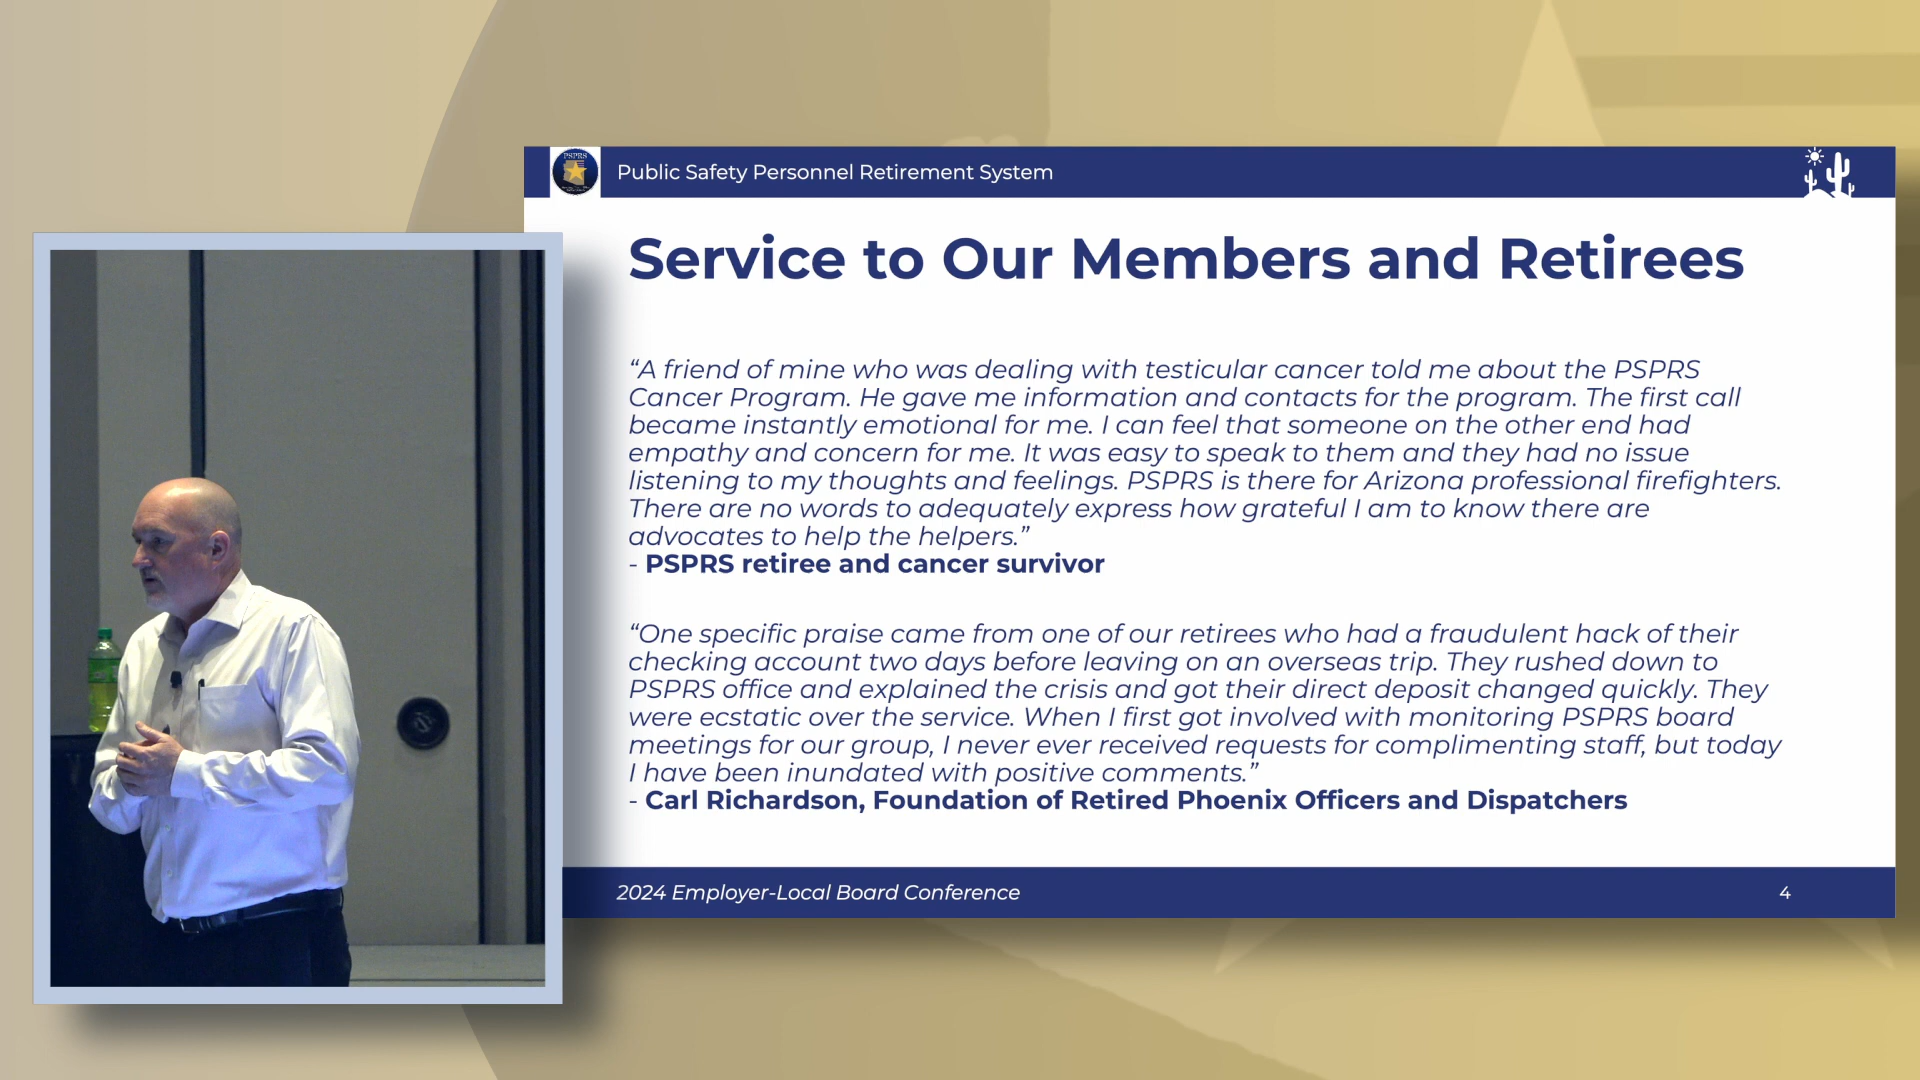 PSPRS
Public Safety Personnel Retirement System
Service to Our Members and Retirees
“A friend of mine who was dealing with testicular cancer told me about the PSPRS
Cancer Program. He gave me information and contacts for the program. The first call
became instantly emotional for me. I can feel that someone on the other end had
empathy and concern for me. It was easy to speak to them and they had no issue
listening to my thoughts and feelings. PSPRS is there for Arizona professional firefighters.
There are no words to adequately express how grateful I am to know there are
advocates to help the helpers.”
- PSPRS retiree and cancer survivor
“One specific praise came from one of our retirees who had a fraudulent hack of their
checking account two days before leaving on an overseas trip. They rushed down to
PSPRS office and explained the crisis and got their direct deposit changed quickly. They
were ecstatic over the service. When I first got involved with monitoring PSPRS board
meetings for our group, I never ever received requests for complimenting staff, but today
I have been inundated with positive comments.”
- Carl Richardson, Foundation of Retired Phoenix Officers and Dispatchers
2024 Employer-Local Board Conference
4